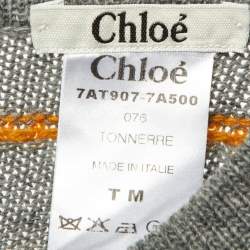 Chloé
Chloé
7AT907-7A500
076
TONNERRE
MADE IN ITALIE
T M